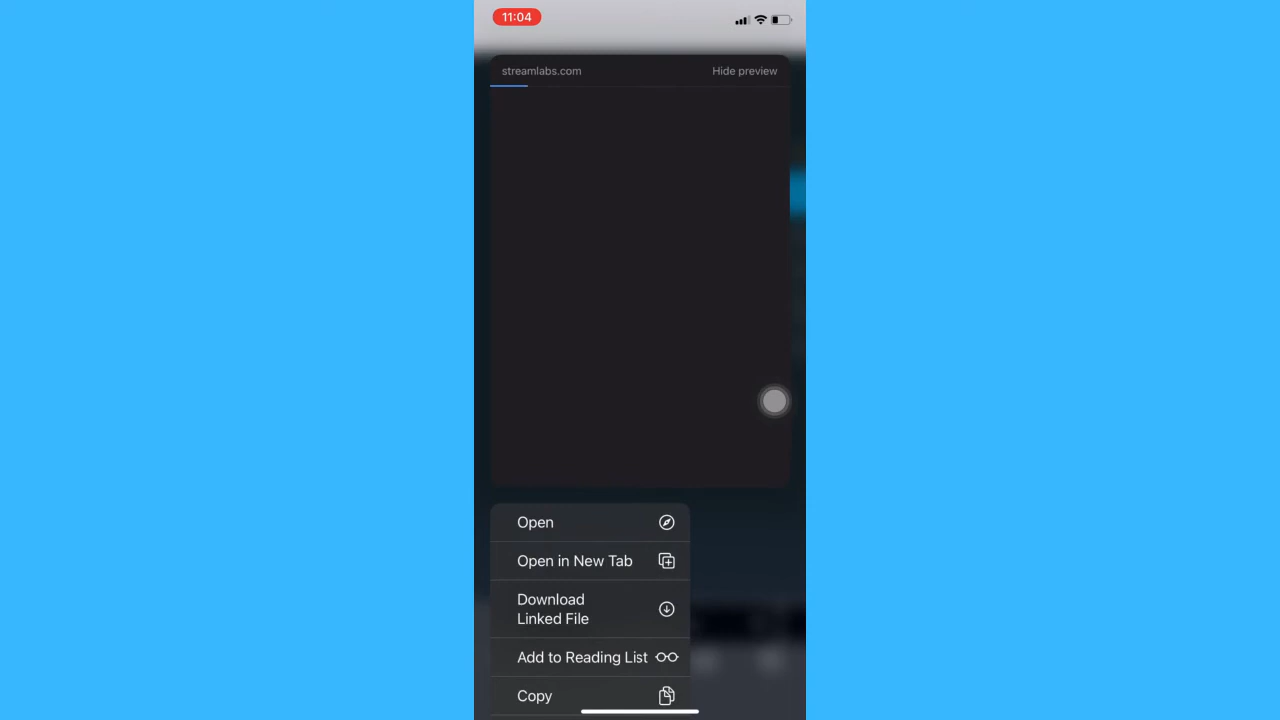 11:04
streamlabs.com Hide preview
Open
Open in New Tab
Download
Linked File
Add to Reading List
Copy